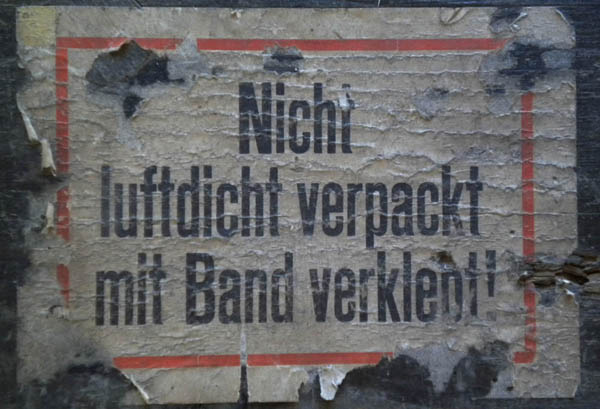 Nicht
luftdicht verpackt
mit Band verklebt!